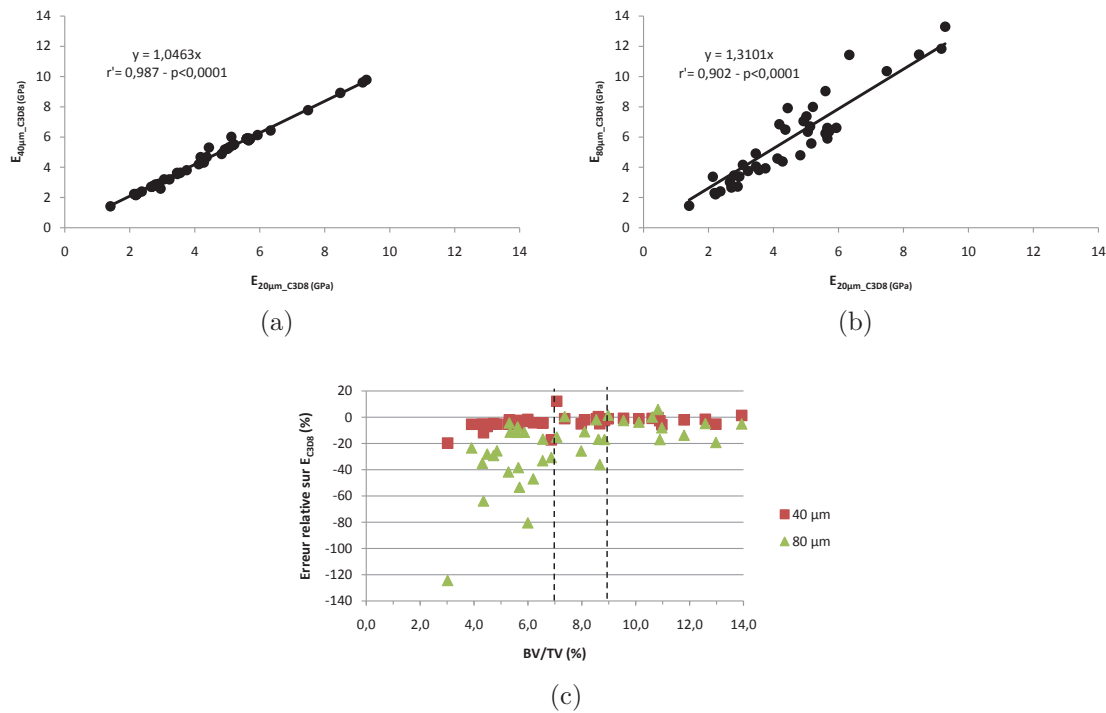 14
12
10
8
6
4
2
0
y = 1,0463x
r'= 0,987 - p<0,0001
E40µm_C3D8 (GPa)
0 2 4 6 8 10 12 14
E20µm_C3D8 (GPa)
(a)
14
12
10
8
6
4
2
0
y = 1,3101x
r'= 0,902 - p<0,0001
E80µm_C3D8 (GPa)
0 2 4 6 8 10 12 14
E20µm_C3D8 (GPa)
(b)
20
0
-20
-40
-60
-80
-100
-120
-140
Erreur relative sur EC3D8 (%)
0,0 2,0 4,0 6,0 8,0 10,0 12,0 14,0
BV/TV (%)
40 µm
80 µm
(c)